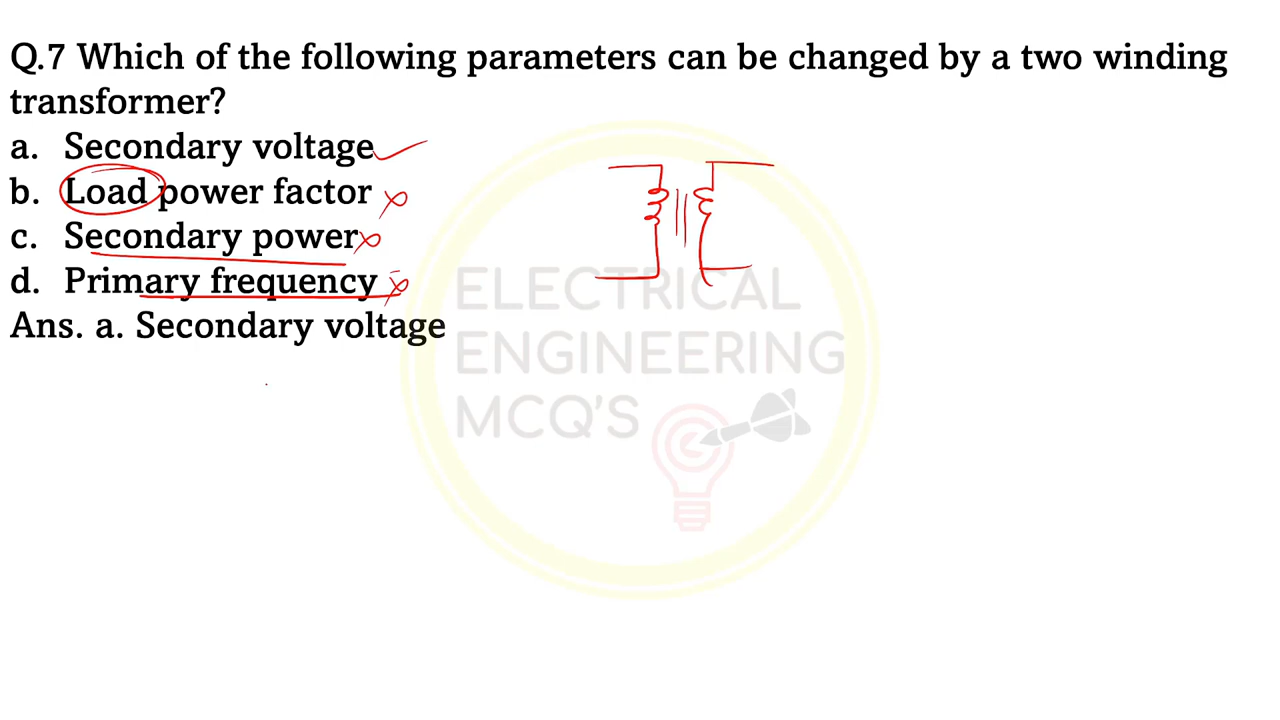 Q.7 Which of the following parameters can be changed by a two winding
transformer?
a. Secondary voltage
b. Load power factor
c. Secondary power
d. Primary frequency
Ans. a. Secondary voltage
ELECTRICAL
ENGINEERING
MCQ'S